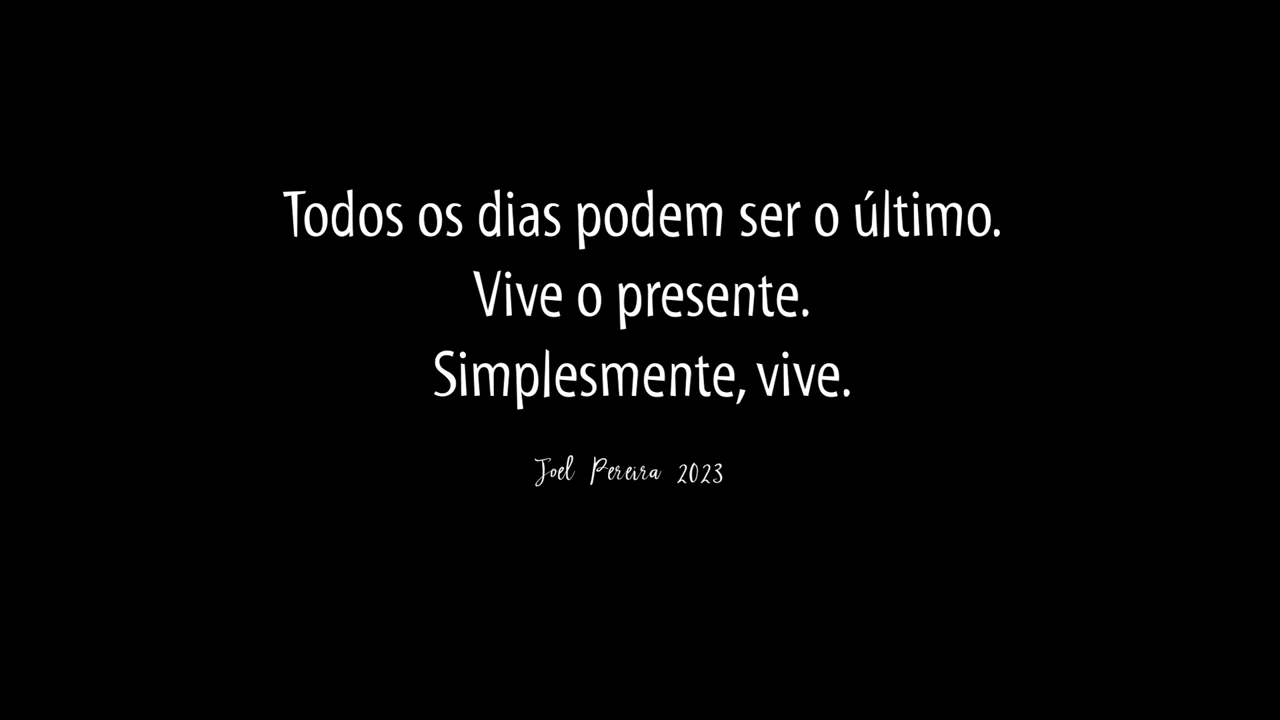 Todos os dias podem ser o último.
Vive o presente.
Simplesmente, vive.
Joel Pereira 2023